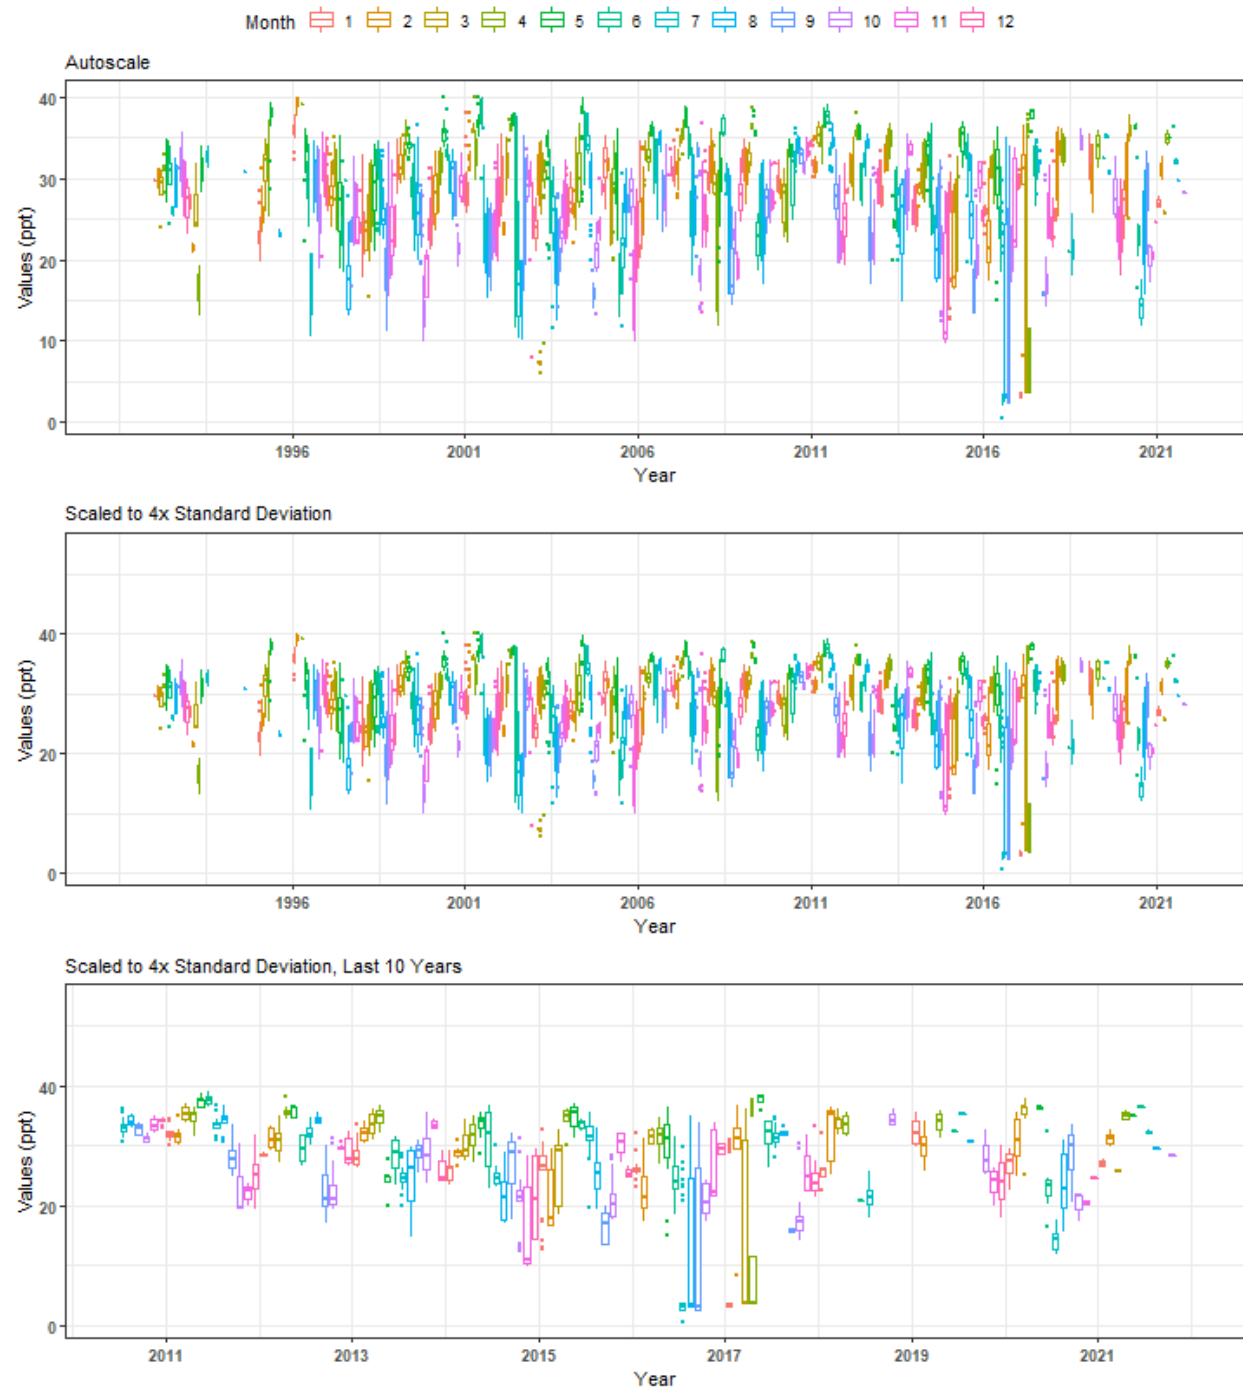 Month 1 2 3 4 5 6 7 8 9 10 11 12
Autoscale
Values (ppt)
40
30
20
10
0
1996 2001 2006 2011 2016 2021
Year
Scaled to 4x Standard Deviation
Values (ppt)
40
20
0
1996 2001 2006 2011 2016 2021
Year
Scaled to 4x Standard Deviation, Last 10 Years
Values (ppt)
40
20
0
2011 2013 2015 2017 2019 2021
Year